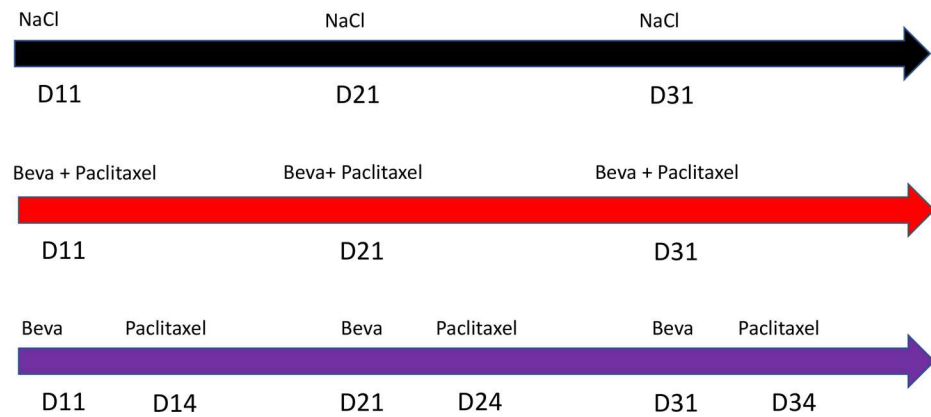 NaCl NaCl NaCl
D11 D21 D31
Beva + Paclitaxel Beva+ Paclitaxel Beva + Paclitaxel
D11 D21 D31
Beva Paclitaxel Beva Paclitaxel Beva Paclitaxel
D11 D14 D21 D24 D31 D34